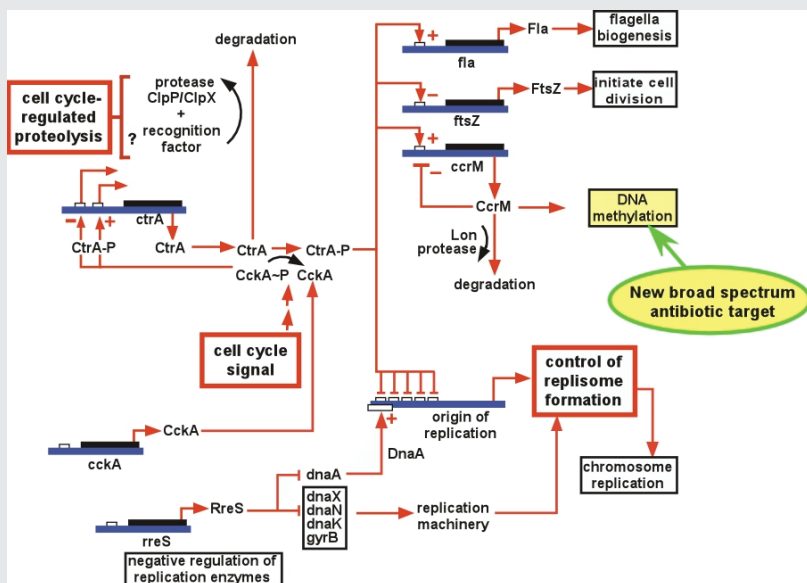 degradation
protease
ClpP/ClpX
+
recognition
factor
cell cycle-
regulated
proteolysis
?
ctrA
-
+
CtrA-P
CtrA
CtrA
CtrA-P
CckA~P
CckA
cell cycle
signal
cckA
CckA
+
fla
Fla
flagella
biogenesis
-
ftsZ
FtsZ
initiate cell
division
+
ccrM
-
CcrM
DNA
methylation
Lon
protease
degradation
New broad spectrum
antibiotic target
origin of
replication
+
DnaA
control of
replisome
formation
chromosome
replication
rreS
RreS
dnaA
dnaX
dnaN
dnaK
gyrB
replication
machinery
negative regulation of
replication enzymes